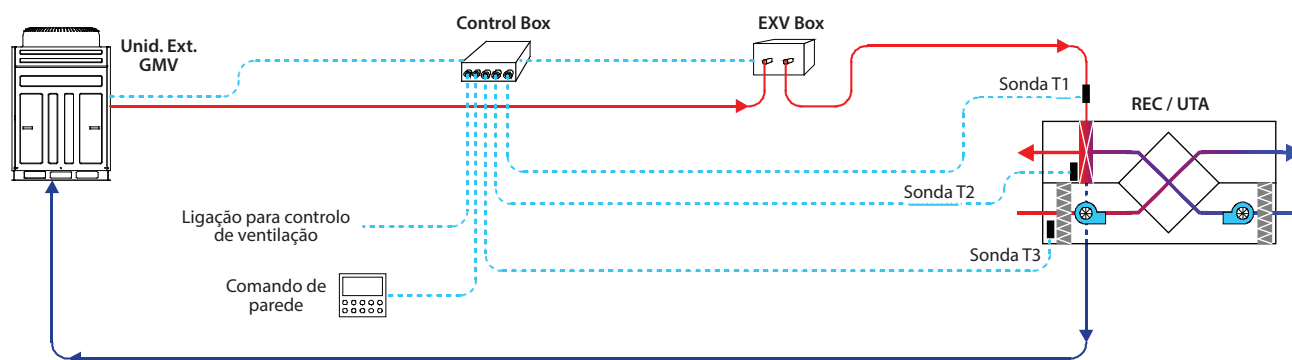 Unid. Ext.
GMV
Control Box
EXV Box
Sonda T1
REC / UTA
Sonda T2
Ligação para controlo
de ventilação
Sonda T3
Comando de
parede